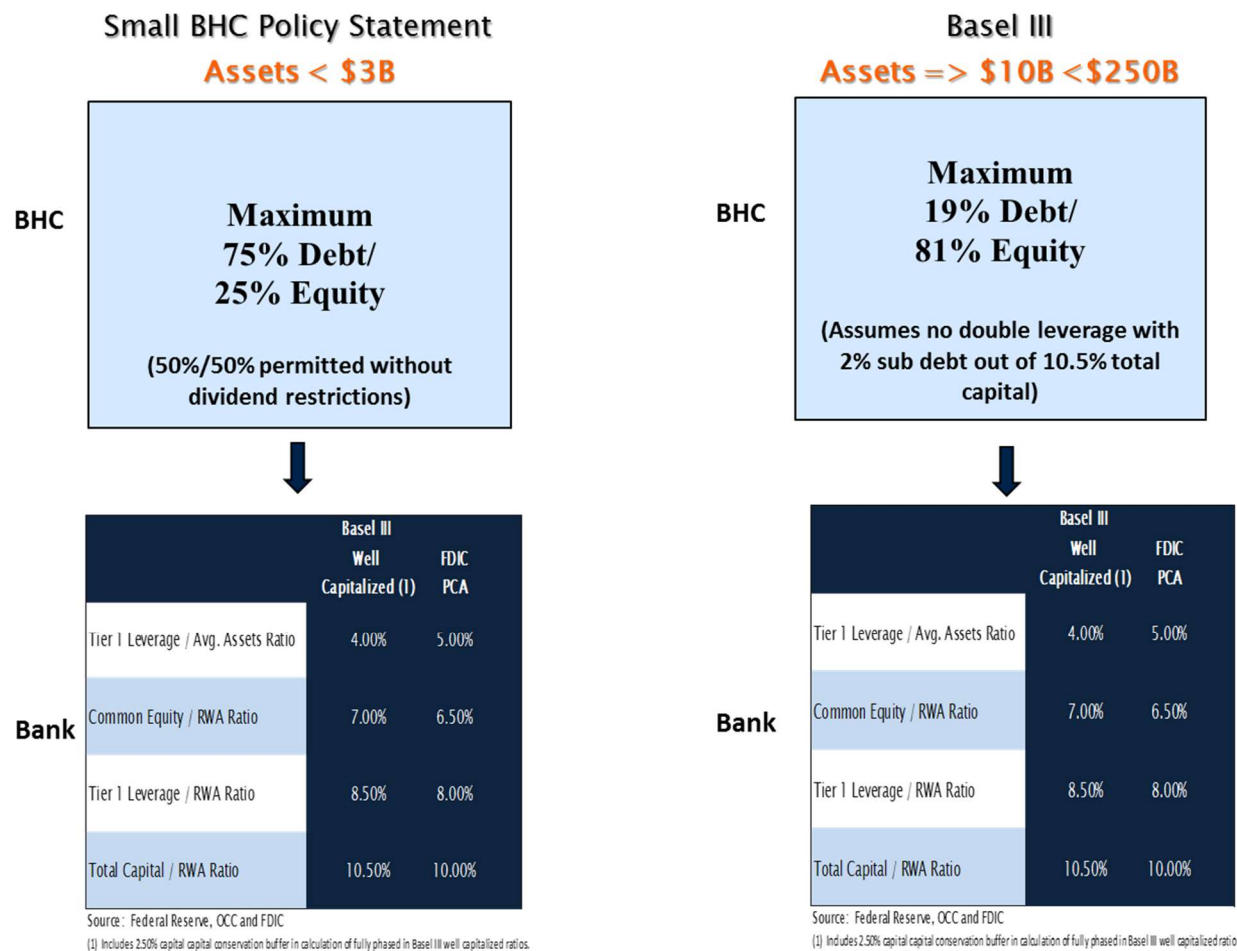 Small BHC Policy Statement
Assets < $3B
BHC
Maximum
75% Debt/
25% Equity
(50%/50% permitted without
dividend restrictions)
Basel III
Well
Capitalized (1)
FDIC
PCA
Tier 1 Leverage / Avg. Assets Ratio 4.00% 5.00%
Common Equity / RWA Ratio 7.00% 6.50%
Bank
Tier 1 Leverage / RWA Ratio 8.50% 8.00%
Total Capital / RWA Ratio 10.50% 10.00%
Source: Federal Reserve, OCC and FDIC
(1) Includes 2.50% capital capital conservation buffer in calculation of fully phased in Basel III well capitalized ratios.
Basel III
Assets => $10B <$250B
BHC
Maximum
19% Debt/
81% Equity
(Assumes no double leverage with
2% sub debt out of 10.5% total
capital)
Basel III
Well
Capitalized (1)
FDIC
PCA
Tier 1 Leverage / Avg. Assets Ratio 4.00% 5.00%
Common Equity / RWA Ratio 7.00% 6.50%
Bank
Tier 1 Leverage / RWA Ratio 8.50% 8.00%
Total Capital / RWA Ratio 10.50% 10.00%
Source: Federal Reserve, OCC and FDIC
(1) Includes 2.50% capital capital conservation buffer in calculation of fully phased in Basel III well capitalized ratio